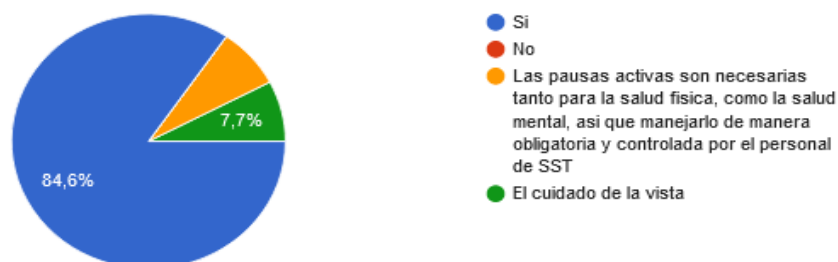 Si
No
Las pausas activas son necesarias
tanto para la salud física, como la salud
mental, asi que manejarlo de manera
obligatoria y controlada por el personal
de SST
El cuidado de la vista
7,7%
84,6%